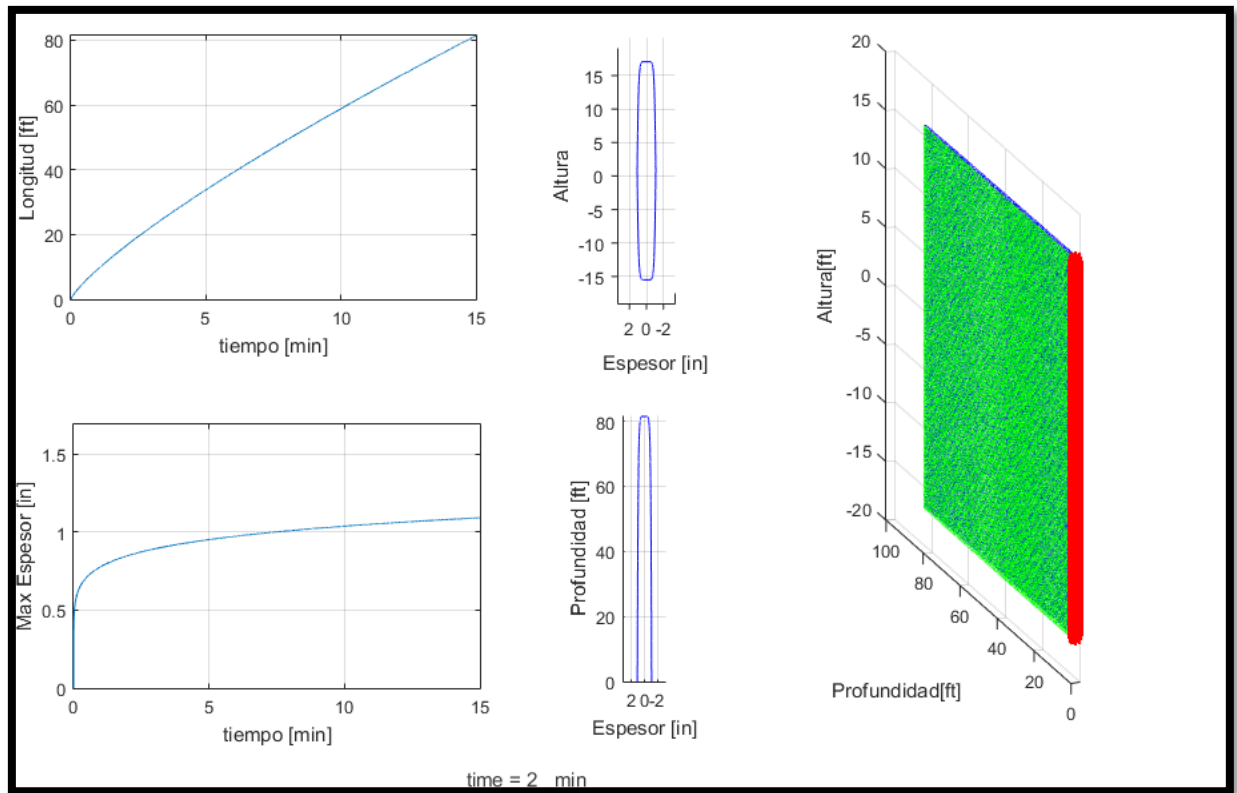 80
60
40
20
0
0 5 10 15
Longitud [ft]
tiempo [min]
15
10
5
0
-5
-10
-15
2 0 -2
Altura
Espesor [in]
1.5
1
0.5
0
0 5 10 15
Max Espesor [in]
tiempo [min]
80
60
40
20
0
2 0 -2
Profundidad [ft]
Espesor [in]
20
15
10
5
0
-5
-10
-15
-20
Altura[ft]
100
80
60
40
20
0
Profundidad[ft]
time = 2 min